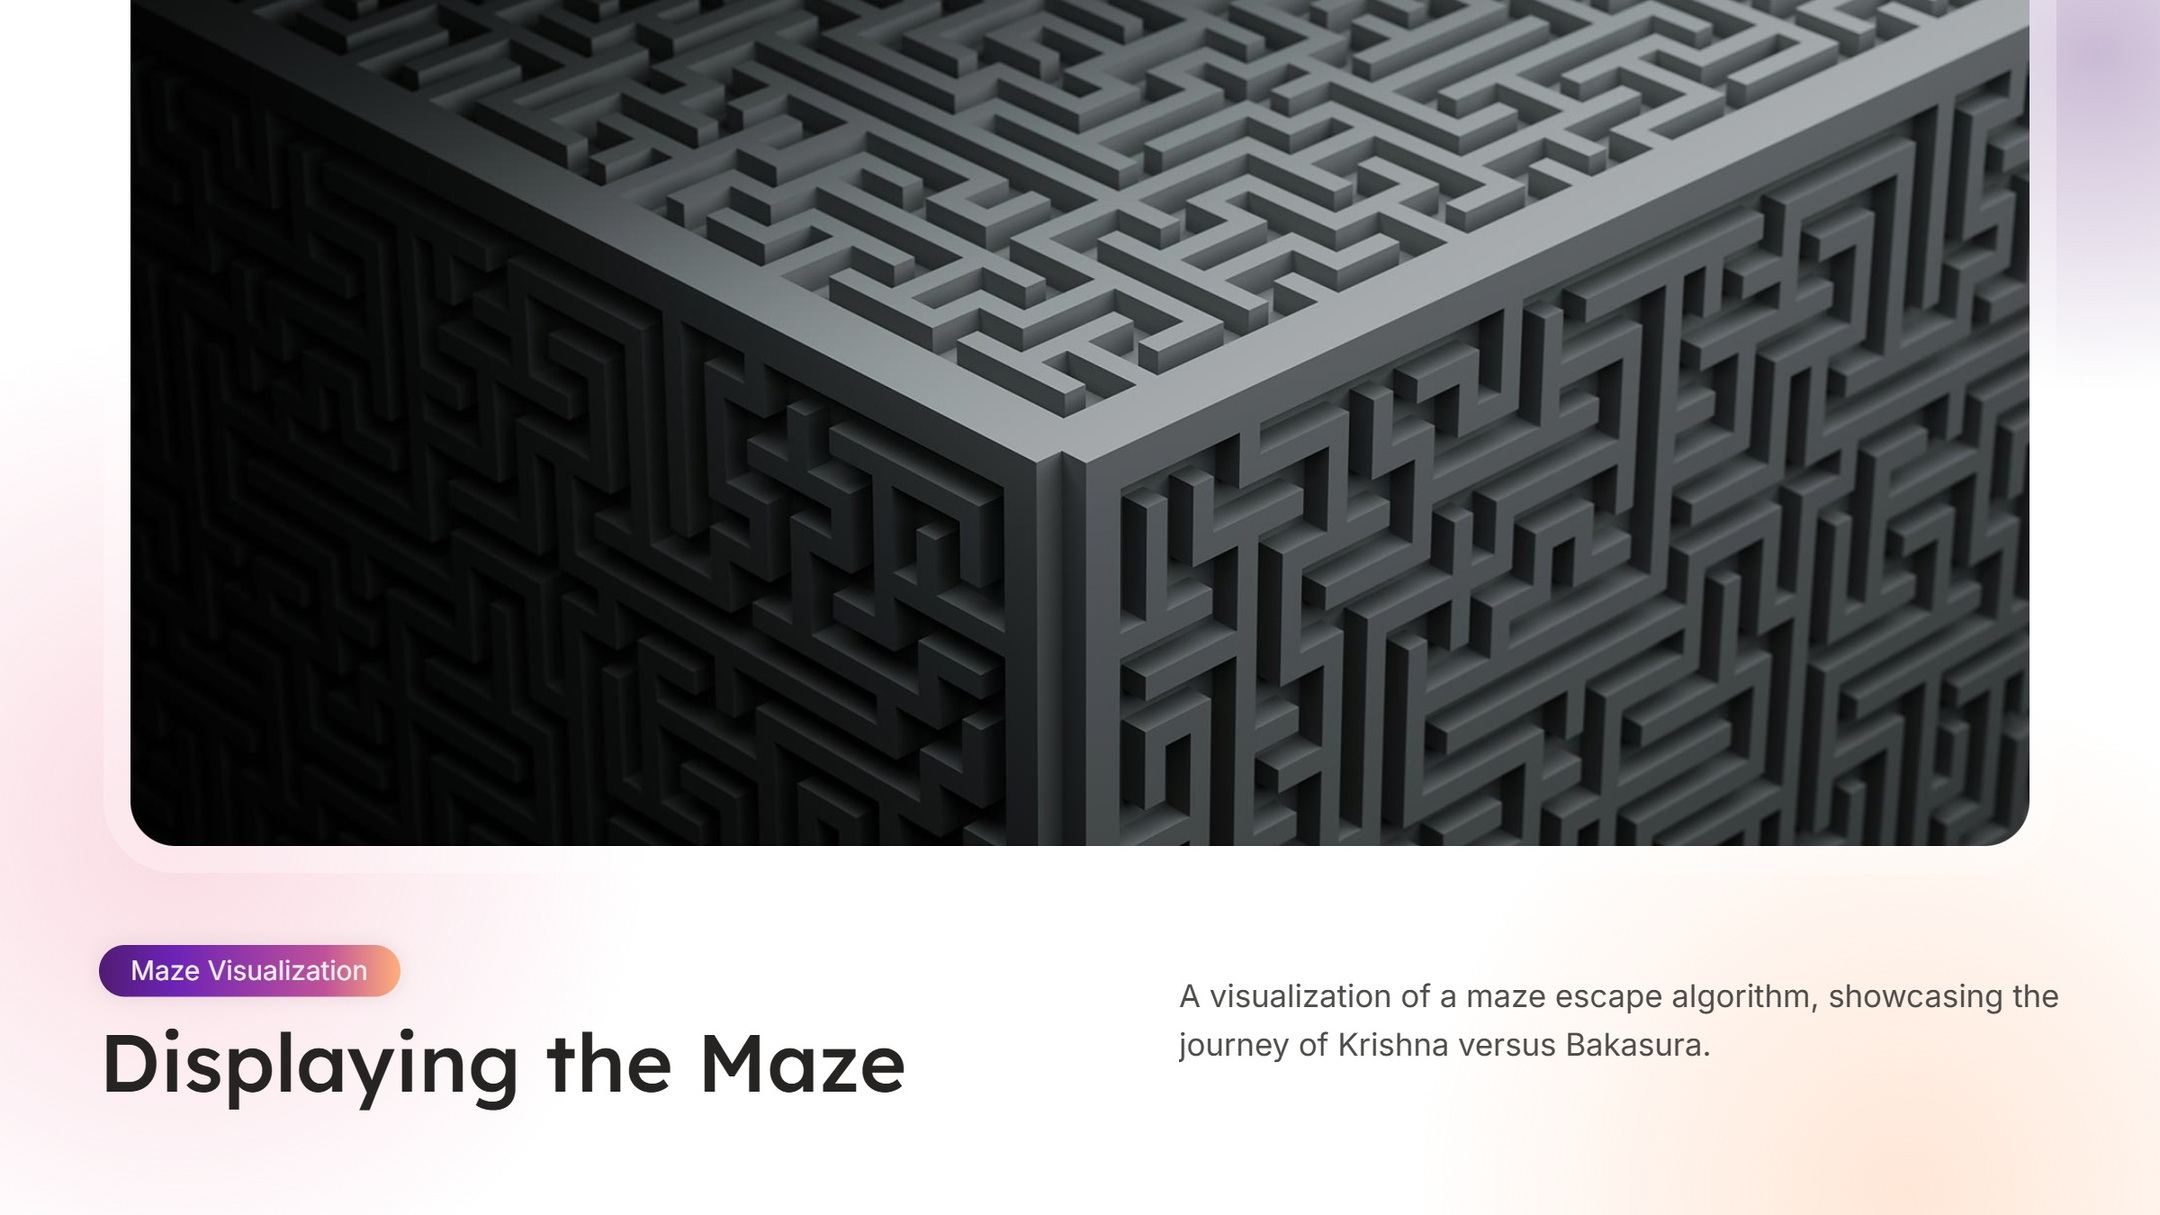 Maze Visualization
Displaying the Maze
A visualization of a maze escape algorithm, showcasing the
journey of Krishna versus Bakasura.